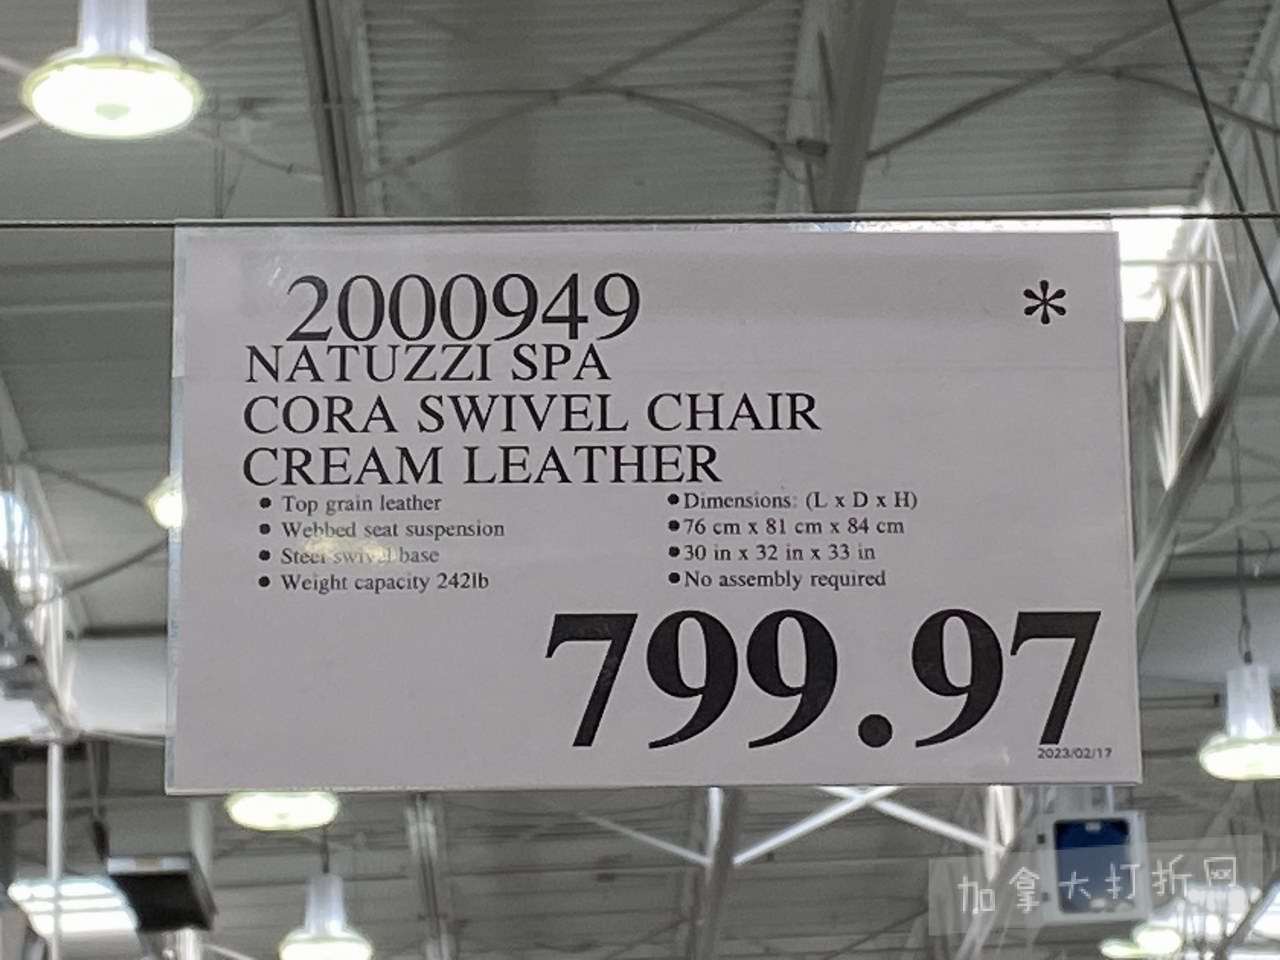 2000949 *
NATUZZI SPA
CORA SWIVEL CHAIR
CREAM LEATHER
• Top grain leather
• Webbed seat suspension
• Steel swivel base
• Weight capacity 242lb
• Dimensions: (L x D x H)
• 76 cm x 81 cm x 84 cm
• 30 in x 32 in x 33 in
• No assembly required
799.97
2023/02/17
加拿大打折网